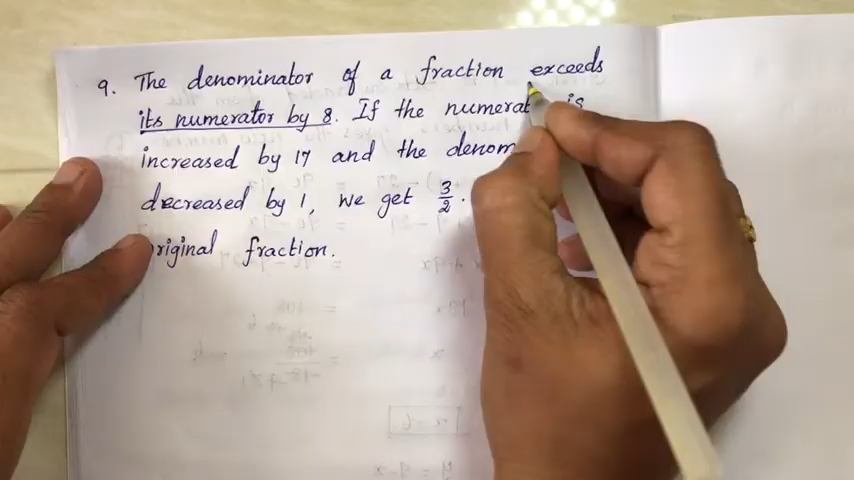 9. The denominator of a fraction exceeds
its numerator by 8. If the numerat is
increased by 17 and the denom
decreased by 1, we get 3/2.
original fraction.